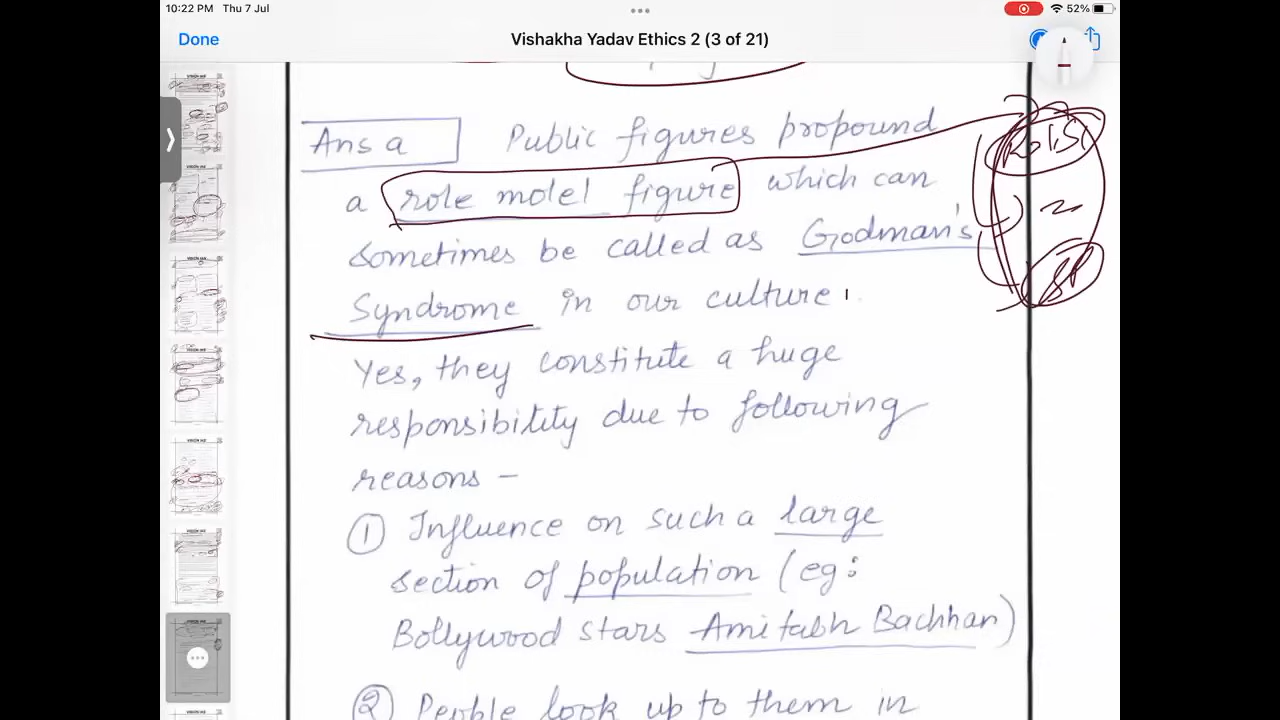 10:22 PM Thu 7 Jul
52%
Done
Vishakha Yadav Ethics 2 (3 of 21)
Ans a Public figures propound
a role molel figure which can
sometimes be called as Godman's
Syndrome in our culture.
Yes, they constitute a huge
responsibility due to following
reasons –
① Influence on such a large
section of population (eg:
Bollywood stars Amitabh Bachhan)
② People look up to them in